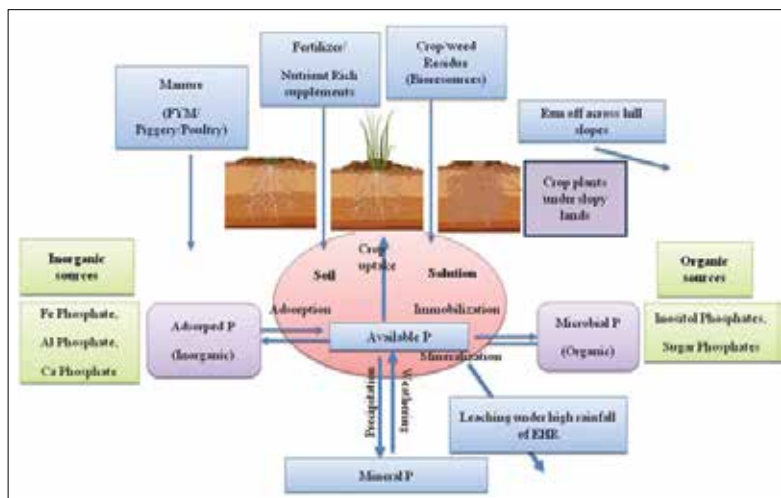 Manure
(FYM/
Piggery/Poultry)
Fertilizer/
Nutrient Rich
supplements
Crop/weed
Residue
(Bioresources)
Run off across hill
slopes
Crop plants
under slopy
lands
Inorganic
sources
Fe Phosphate,
Al Phosphate,
Ca Phosphate
Adsorped P
(Inorganic)
Soil
Crop
uptake
Solution
Adsorption
Immobilization
Available P
Mineralization
Precipitation
Weathering
Mineral P
Microbial P
(Organic)
Organic
sources
Inositol Phosphates,
Sugar Phosphates
Leaching under high rainfall
of EHR